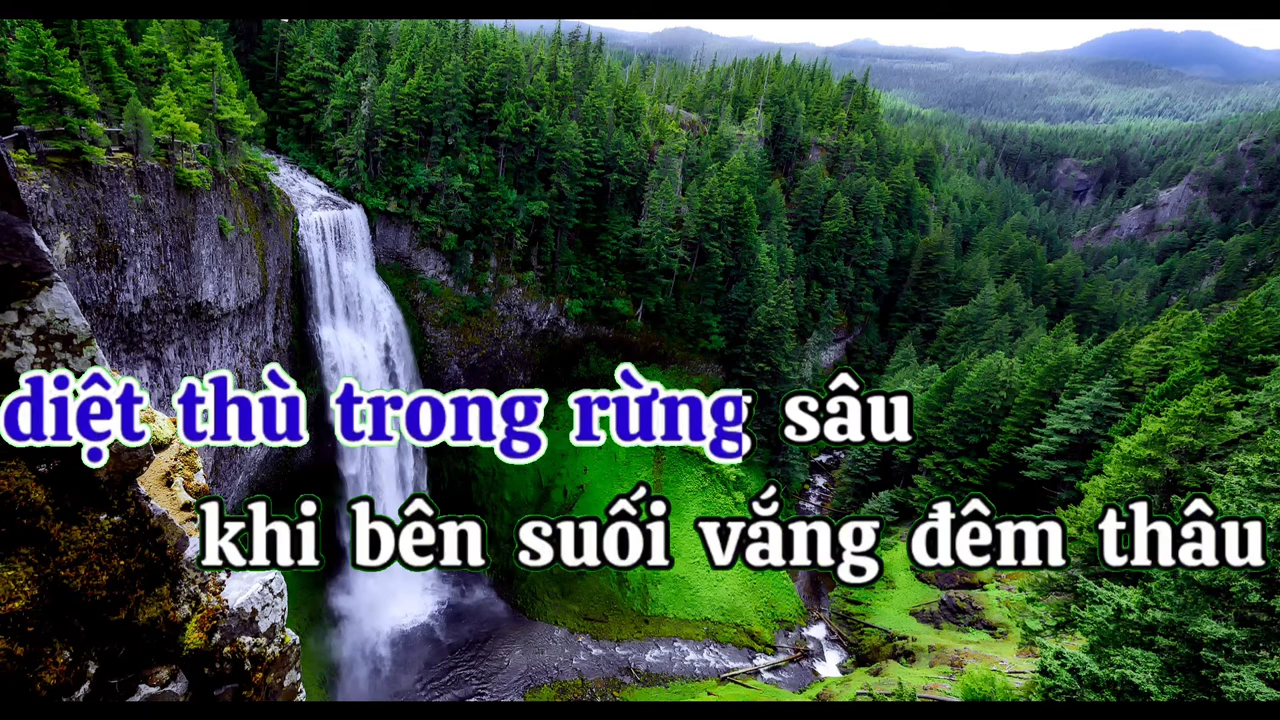 diệt thù trong rừng sâu
khi bên suối vắng đêm thâu